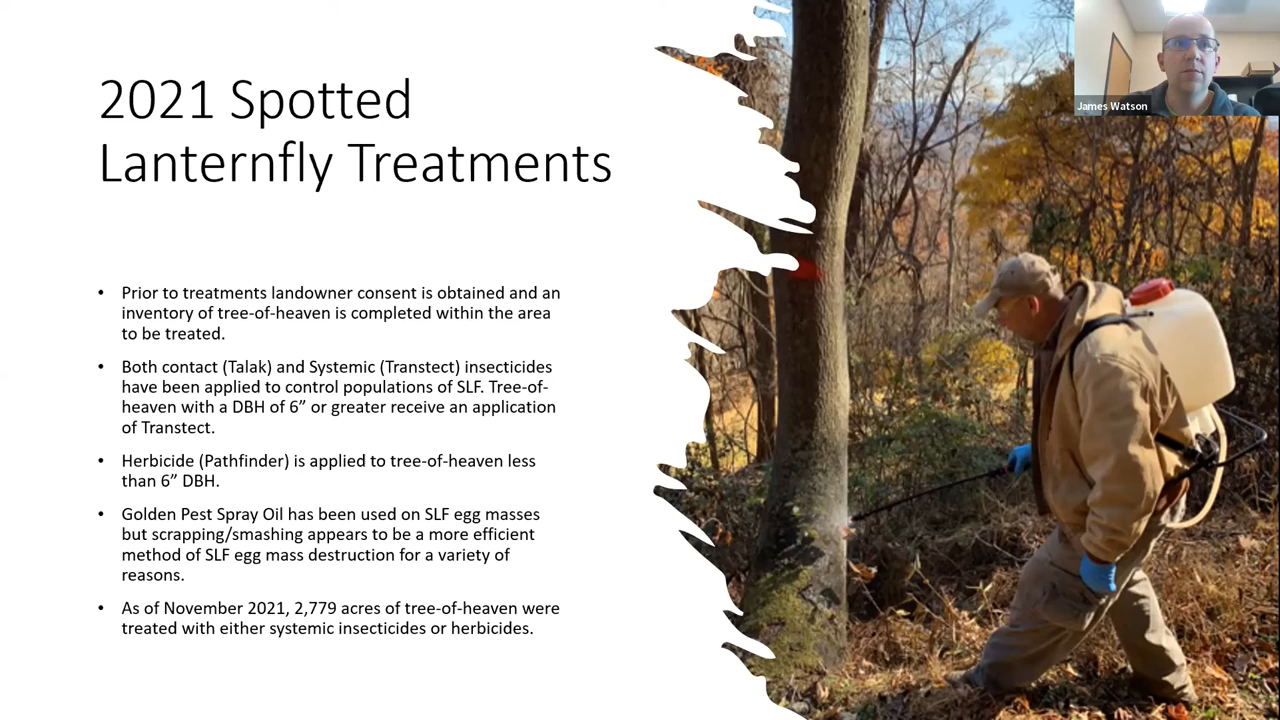 2021 Spotted
Lanternfly Treatments
James Watson
• Prior to treatments landowner consent is obtained and an
inventory of tree-of-heaven is completed within the area
to be treated.
• Both contact (Talak) and Systemic (Transtect) insecticides
have been applied to control populations of SLF. Tree-of-
heaven with a DBH of 6” or greater receive an application
of Transtect.
• Herbicide (Pathfinder) is applied to tree-of-heaven less
than 6” DBH.
• Golden Pest Spray Oil has been used on SLF egg masses
but scrapping/smashing appears to be a more efficient
method of SLF egg mass destruction for a variety of
reasons.
• As of November 2021, 2,779 acres of tree-of-heaven were
treated with either systemic insecticides or herbicides.